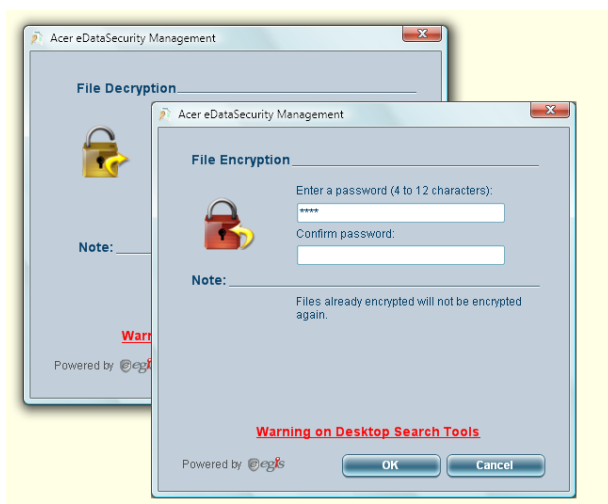 Acer eDataSecurity Management
File Decryption
Note:
Powered by egis
Acer eDataSecurity Management
File Encryption
Enter a password (4 to 12 characters):
****
Confirm password:
Note:
Files already encrypted will not be encrypted
again.
Warning on Desktop Search Tools
Powered by egis
OK
Cancel